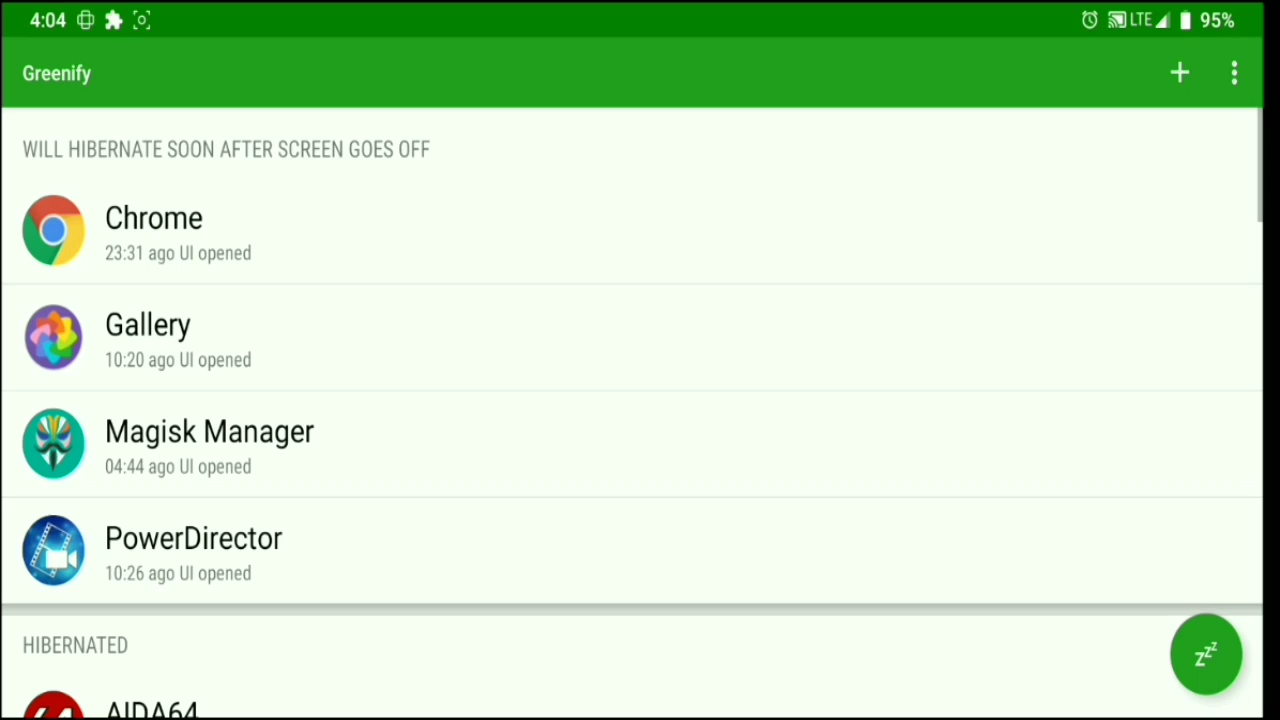 4:04 LTE 95%
Greenify
WILL HIBERNATE SOON AFTER SCREEN GOES OFF
Chrome
23:31 ago UI opened
Gallery
10:20 ago UI opened
Magisk Manager
04:44 ago UI opened
PowerDirector
10:26 ago UI opened
HIBERNATED
zzz
AIDA64